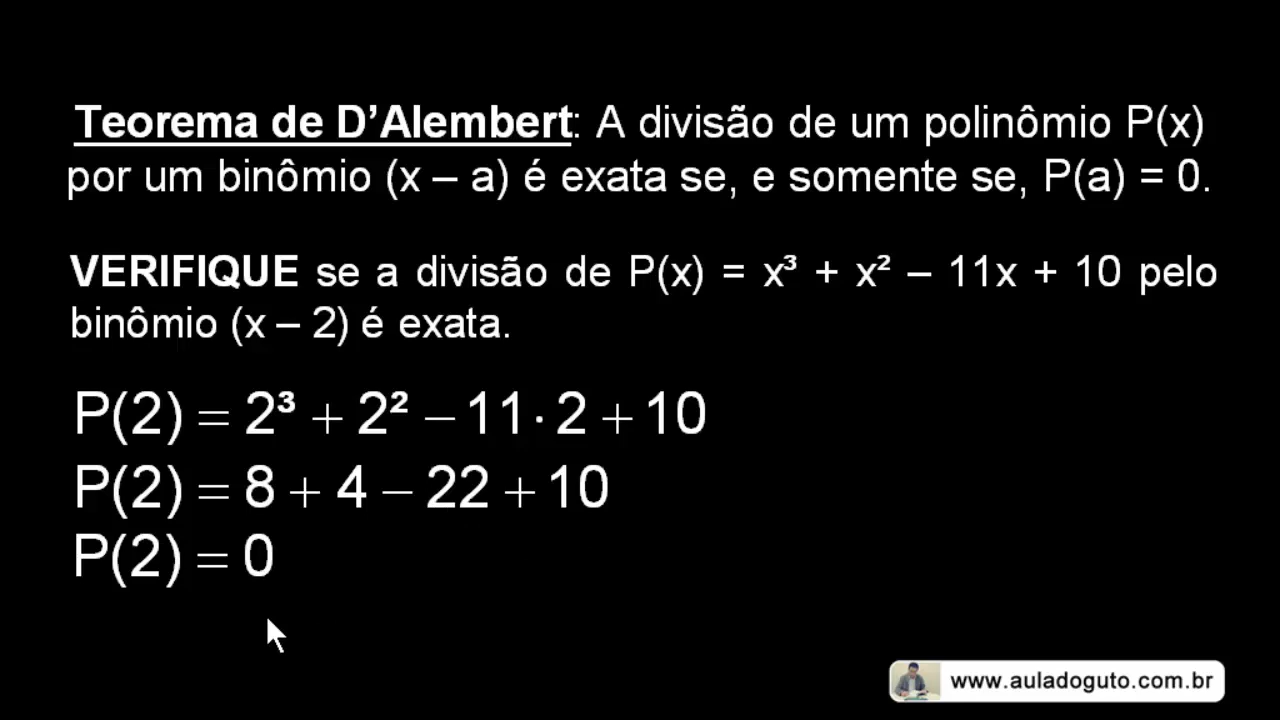 Teorema de D’Alembert: A divisão de um polinômio P(x)
por um binômio (x – a) é exata se, e somente se, P(a) = 0.
VERIFIQUE se a divisão de P(x) = x³ + x² – 11x + 10 pelo
binômio (x – 2) é exata.
P(2) = 2³ + 2² – 11·2 + 10
P(2) = 8 + 4 – 22 + 10
P(2) = 0
www.auladoguto.com.br